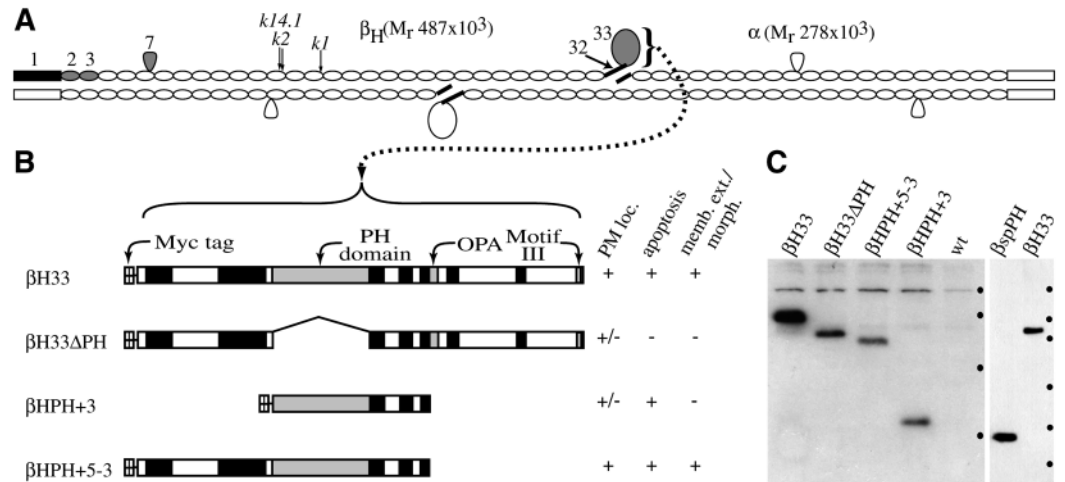 A
1 2 3 7 k14.1 k2 k1 βH(Mr 487x10³) 32 33 α(Mr 278x10³)
B
Myc tag PH domain OPA Motif III
PM loc. apoptosis memb. ext./ morph.
βH33 + + +
βH33ΔPH +/- - -
βHPH+3 +/- + -
βHPH+5-3 + + +
C
βH33 βH33ΔPH βHPH+5-3 βHPH+3 wt βspPH βH33